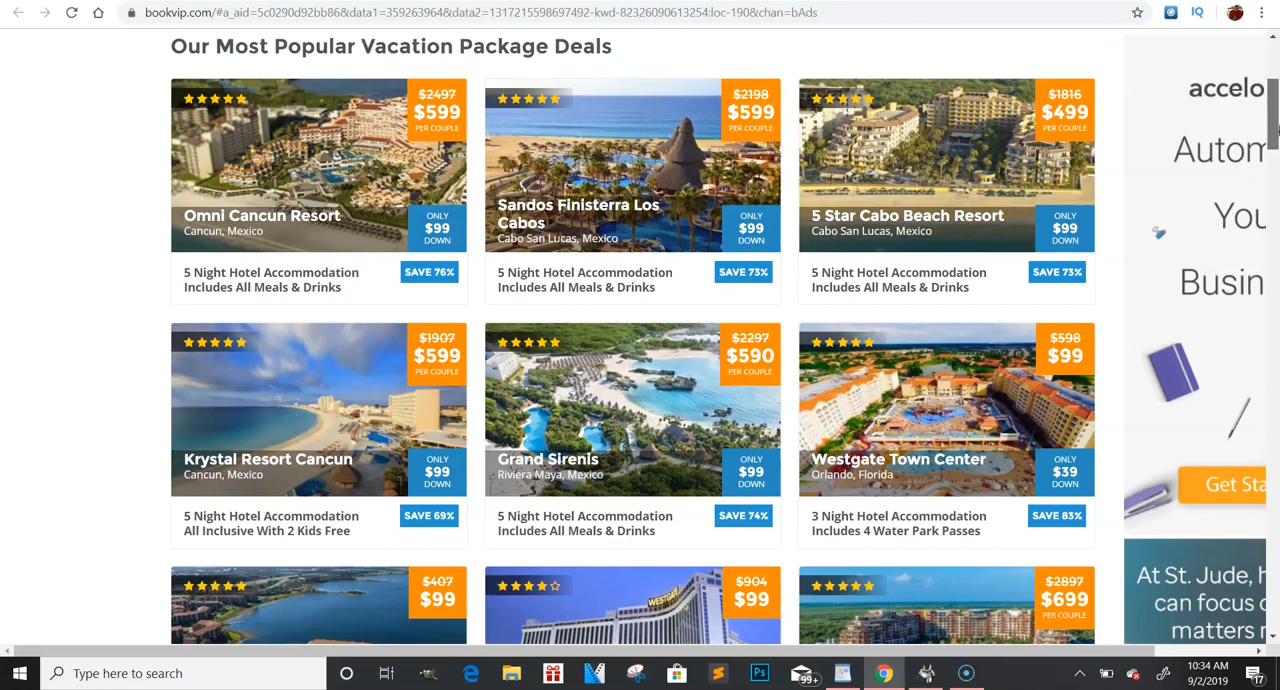 bookvip.com/#a_aid=5c0290d92bb86&data1=359263964&data2=1317215598697492-kwd-82326090613254:loc-190&chan=bAds
IQ
Our Most Popular Vacation Package Deals
$2497
$599
PER COUPLE
Omni Cancun Resort
Cancun, Mexico
ONLY
$99
DOWN
5 Night Hotel Accommodation
Includes All Meals & Drinks
SAVE 76%
$2198
$599
PER COUPLE
Sandos Finisterra Los
Cabos
Cabo San Lucas, Mexico
ONLY
$99
DOWN
5 Night Hotel Accommodation
Includes All Meals & Drinks
SAVE 73%
$1816
$499
PER COUPLE
5 Star Cabo Beach Resort
Cabo San Lucas, Mexico
ONLY
$99
DOWN
5 Night Hotel Accommodation
Includes All Meals & Drinks
SAVE 73%
$1907
$599
PER COUPLE
Krystal Resort Cancun
Cancun, Mexico
ONLY
$99
DOWN
5 Night Hotel Accommodation
All Inclusive With 2 Kids Free
SAVE 69%
$2297
$590
PER COUPLE
Grand Sirenis
Riviera Maya, Mexico
ONLY
$99
DOWN
5 Night Hotel Accommodation
Includes All Meals & Drinks
SAVE 74%
$598
$99
Westgate Town Center
Orlando, Florida
ONLY
$39
DOWN
3 Night Hotel Accommodation
Includes 4 Water Park Passes
SAVE 83%
$407
$99
WESTGATE
$904
$99
$2897
$699
PER COUPLE
accelo
Autom
You
Busin
Get Sta
At St. Jude, h
can focus o
matters m
Type here to search
Ps
99+
10:34 AM
9/2/2019
17